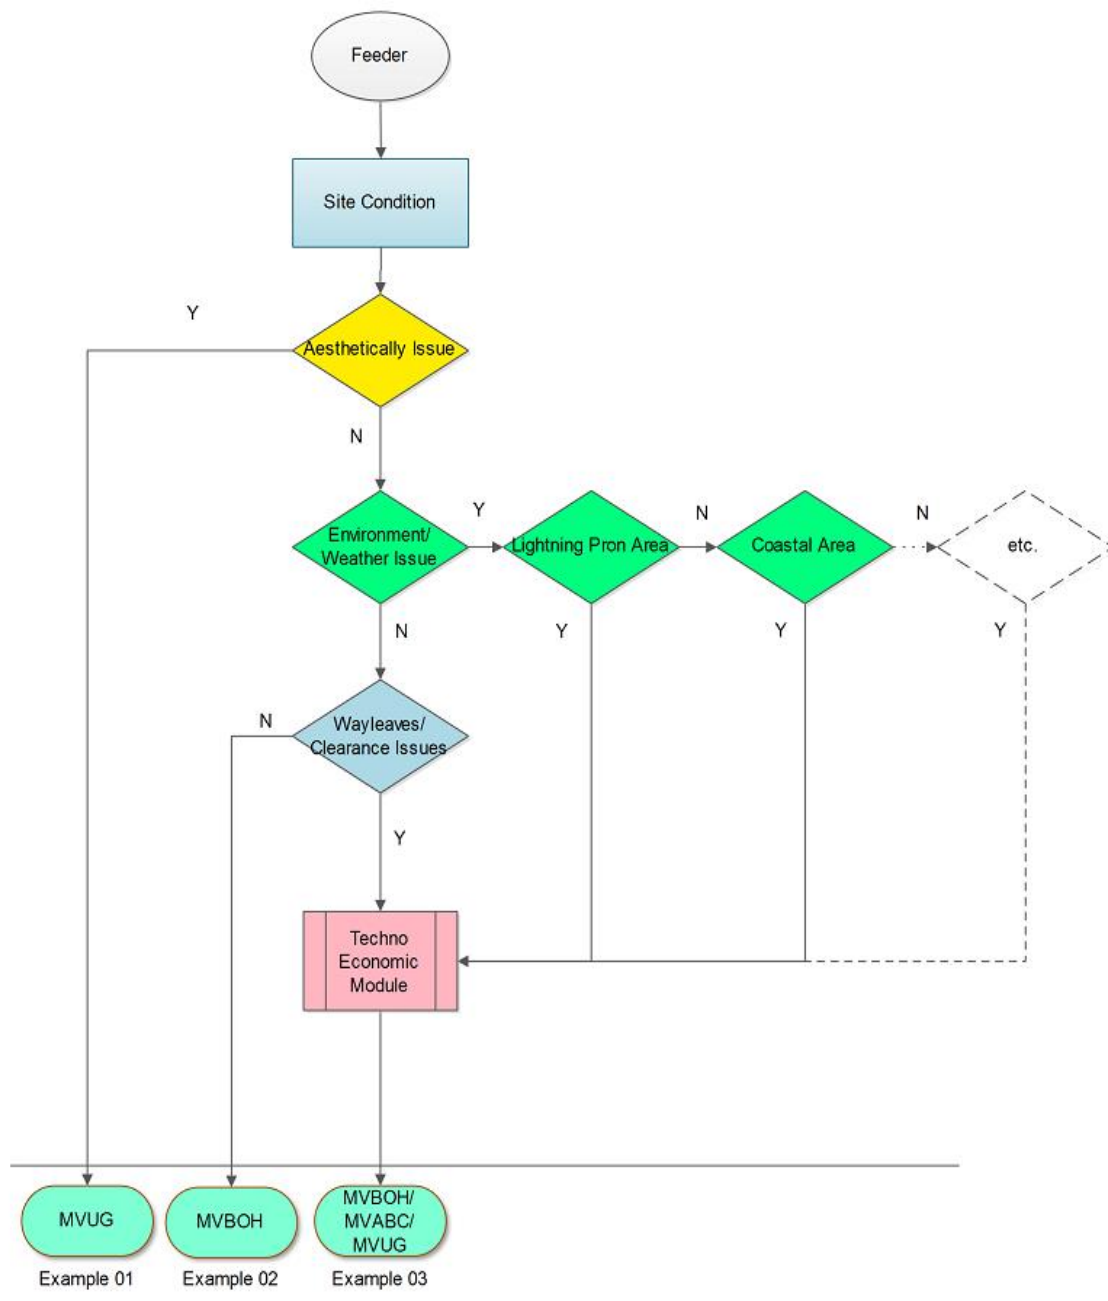 Feeder
Site Condition
Y
Aesthetically Issue
N
Environment/
Weather Issue
Y
Lightning Pron Area
N
Coastal Area
N
etc.
N
Y
Y
Y
N
Wayleaves/
Clearance Issues
Y
Techno
Economic
Module
MVUG
MVBOH
MVBOH/
MVABC/
MVUG
Example 01
Example 02
Example 03